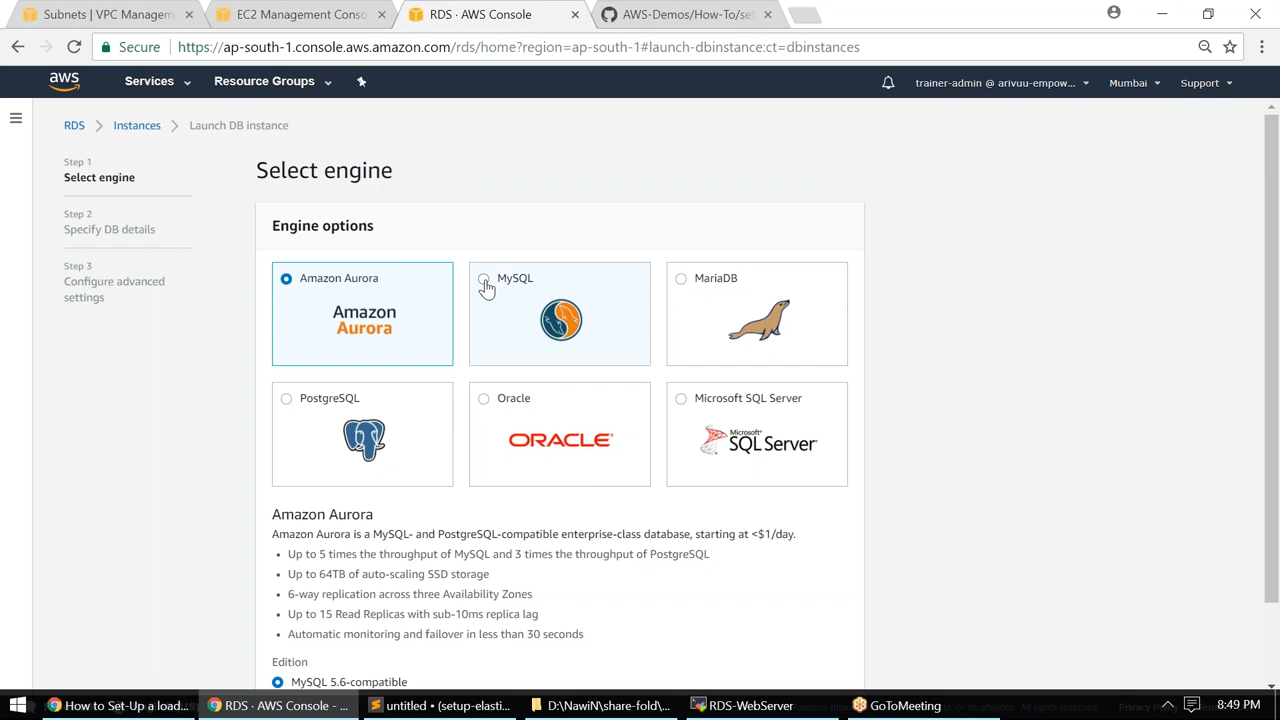 Subnets | VPC Managem
EC2 Management Conso
RDS · AWS Console
AWS-Demos/How-To/set
Secure
https://ap-south-1.console.aws.amazon.com/rds/home?region=ap-south-1#launch-dbinstance:ct=dbinstances
aws
Services
Resource Groups
trainer-admin @ arivuu-empow...
Mumbai
Support
RDS
Instances
Launch DB instance
Step 1
Select engine
Step 2
Specify DB details
Step 3
Configure advanced
settings
Select engine
Engine options
Amazon Aurora
Amazon
Aurora
MySQL
MariaDB
PostgreSQL
Oracle
ORACLE
Microsoft SQL Server
Microsoft
SQL Server
Amazon Aurora
Amazon Aurora is a MySQL- and PostgreSQL-compatible enterprise-class database, starting at <$1/day.
• Up to 5 times the throughput of MySQL and 3 times the throughput of PostgreSQL
• Up to 64TB of auto-scaling SSD storage
• 6-way replication across three Availability Zones
• Up to 15 Read Replicas with sub-10ms replica lag
• Automatic monitoring and failover in less than 30 seconds
Edition
MySQL 5.6-compatible
How to Set-Up a load...
RDS · AWS Console - ...
untitled • (setup-elasti...
D:\NawiN\share-fold\...
RDS-WebServer
GoToMeeting
8:49 PM